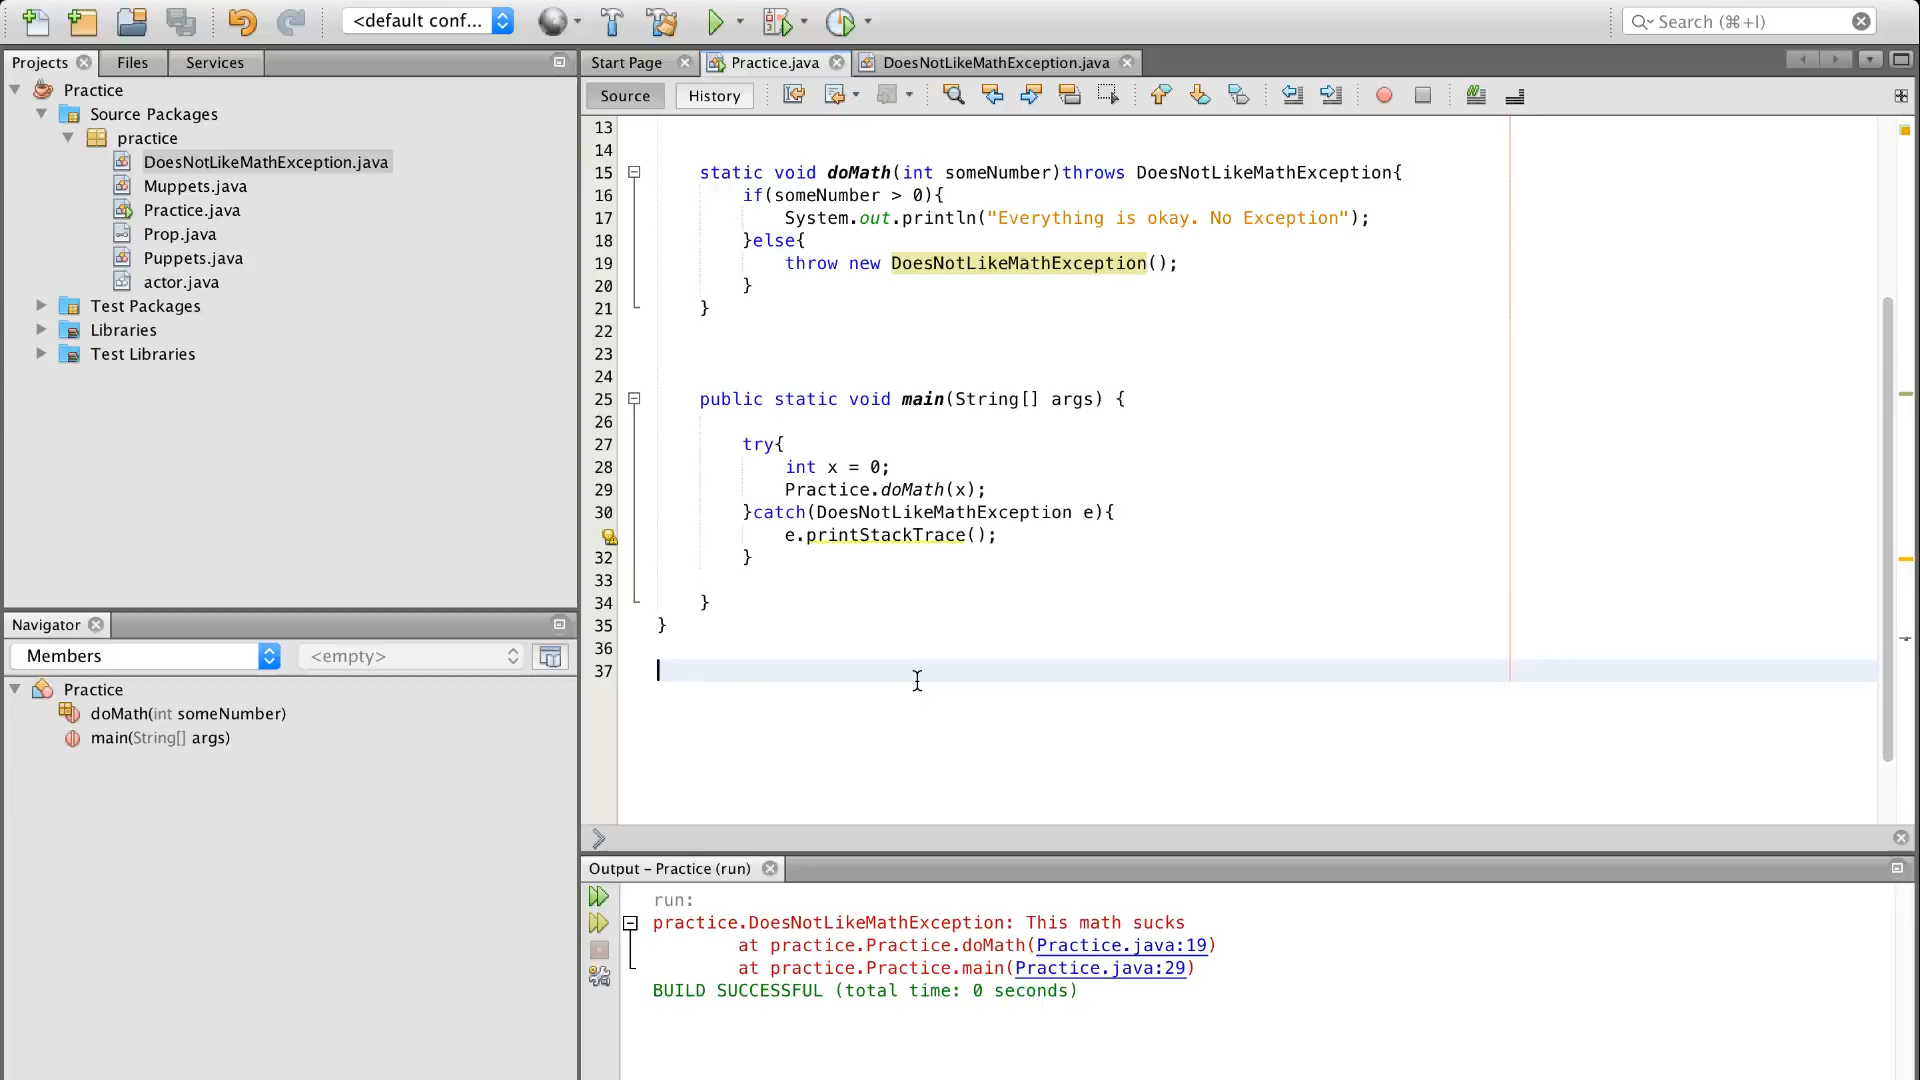 <default conf...
Search (⌘+I)
Projects
Files
Services
Practice
Source Packages
practice
DoesNotLikeMathException.java
Muppets.java
Practice.java
Prop.java
Puppets.java
actor.java
Test Packages
Libraries
Test Libraries
Navigator
Members
<empty>
Practice
doMath(int someNumber)
main(String[] args)
Start Page
Practice.java
DoesNotLikeMathException.java
Source
History
13
14
15 static void doMath(int someNumber)throws DoesNotLikeMathException{
16 if(someNumber > 0){
17 System.out.println("Everything is okay. No Exception");
18 }else{
19 throw new DoesNotLikeMathException();
20 }
21 }
22
23
24
25 public static void main(String[] args) {
26
27 try{
28 int x = 0;
29 Practice.doMath(x);
30 }catch(DoesNotLikeMathException e){
e.printStackTrace();
32 }
33
34 }
35 }
36
37
Output – Practice (run)
run:
practice.DoesNotLikeMathException: This math sucks
at practice.Practice.doMath(Practice.java:19)
at practice.Practice.main(Practice.java:29)
BUILD SUCCESSFUL (total time: 0 seconds)